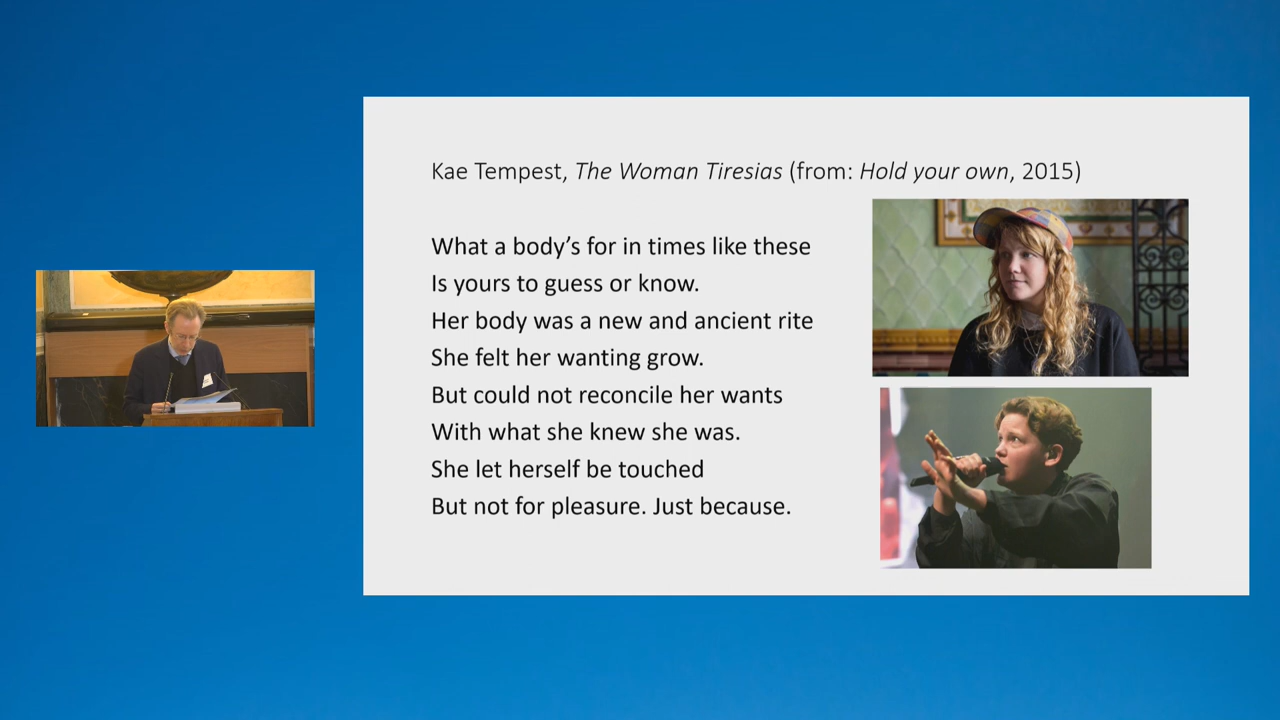 Kae Tempest, The Woman Tiresias (from: Hold your own, 2015)
What a body’s for in times like these
Is yours to guess or know.
Her body was a new and ancient rite
She felt her wanting grow.
But could not reconcile her wants
With what she knew she was.
She let herself be touched
But not for pleasure. Just because.